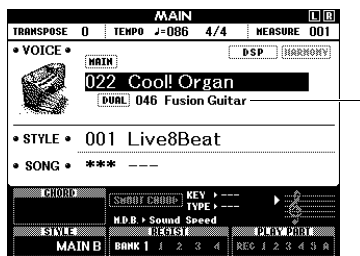 MAIN L R
TRANSPOSE 0 TEMPO ♩=086 4/4 MEASURE 001
• VOICE • DSP HARMONY
MAIN
022 Cool! Organ
DUAL 046 Fusion Guitar
• STYLE • 001 Live8Beat
• SONG • *** ---
CHORD SMART CHORD KEY ▸ ---
TYPE ▸ ---
M.D.B. ▸ Sound Speed
STYLE REGIST PLAY PART
MAIN B BANK 1 1 2 3 4 REC 1 2 3 4 5 A